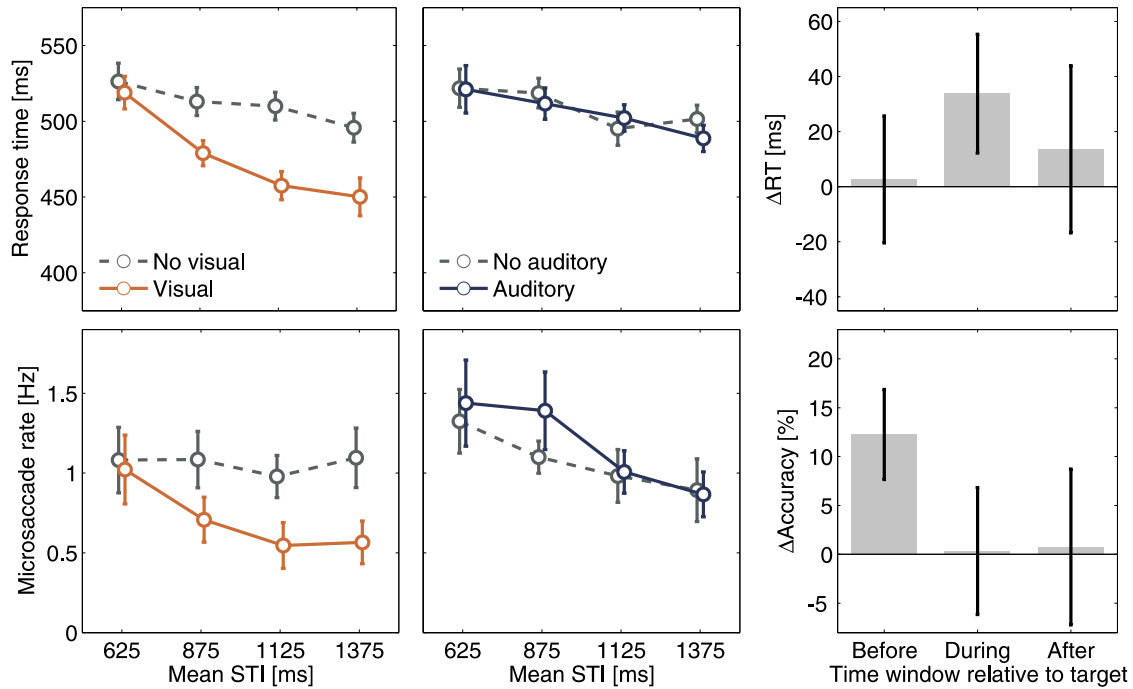 Response time [ms]
550
500
450
400
No visual
Visual
No auditory
Auditory
ΔRT [ms]
60
40
20
0
-20
-40
Microsaccade rate [Hz]
1.5
1
0.5
0
625 875 1125 1375
Mean STI [ms]
625 875 1125 1375
Mean STI [ms]
ΔAccuracy [%]
20
15
10
5
0
-5
Before During After
Time window relative to target